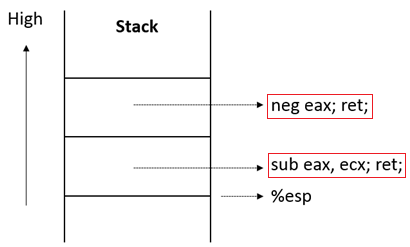 High
Stack
neg eax; ret;
sub eax, ecx; ret;
%esp